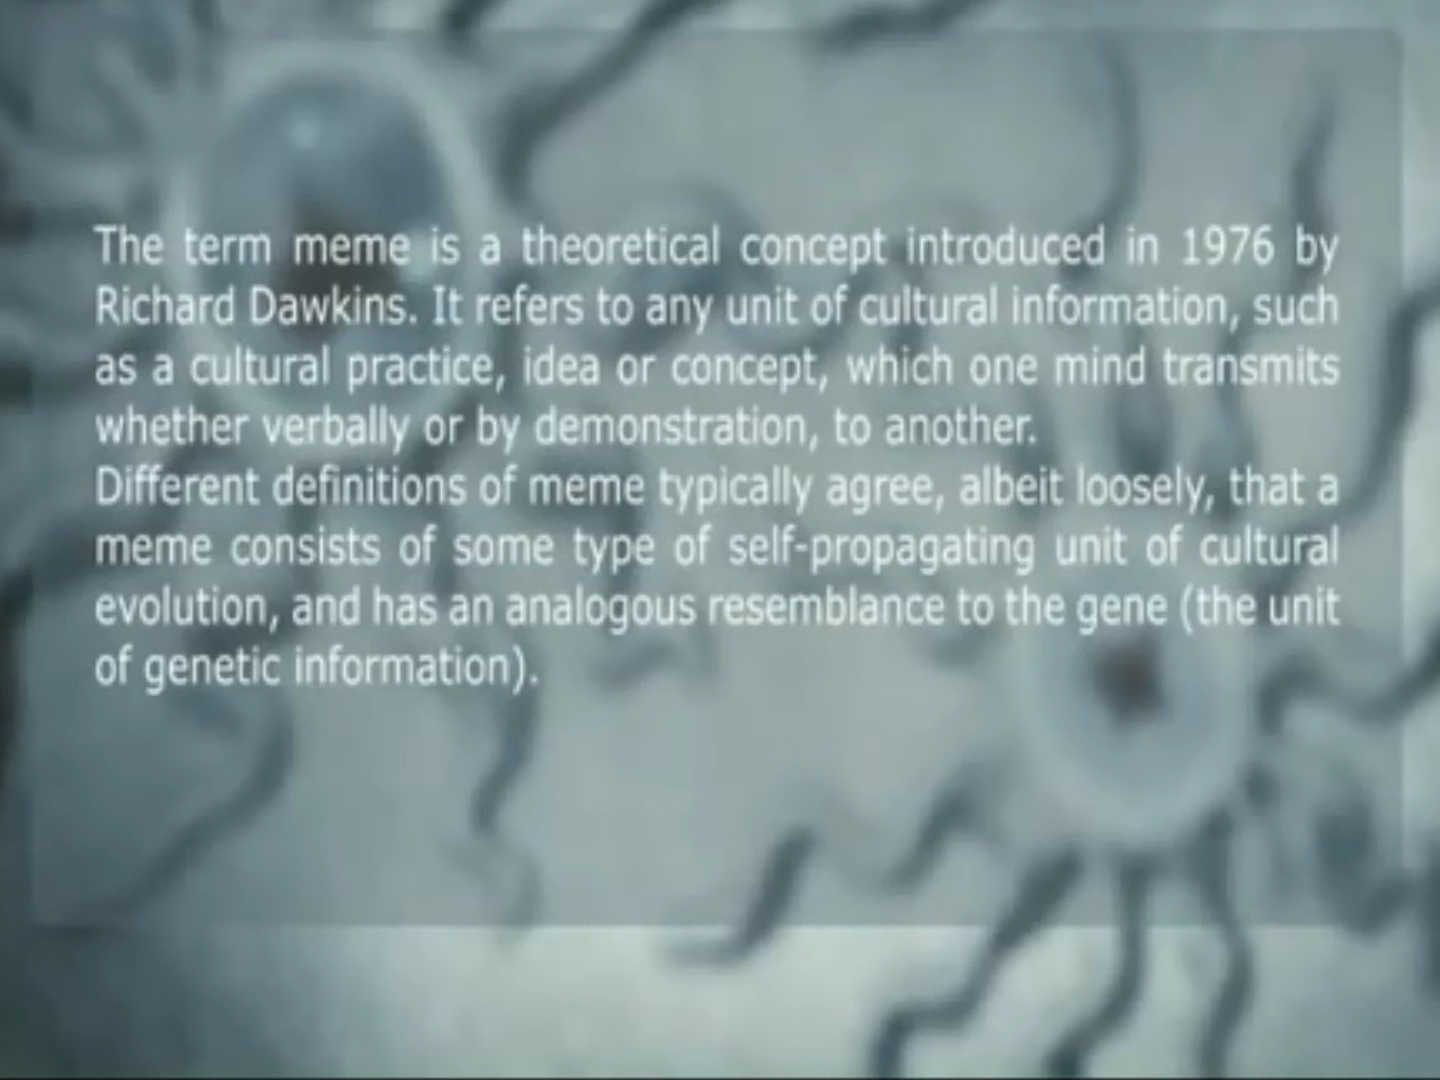 The term meme is a theoretical concept introduced in 1976 by
Richard Dawkins. It refers to any unit of cultural information, such
as a cultural practice, idea or concept, which one mind transmits
whether verbally or by demonstration, to another.
Different definitions of meme typically agree, albeit loosely, that a
meme consists of some type of self-propagating unit of cultural
evolution, and has an analogous resemblance to the gene (the unit
of genetic information).